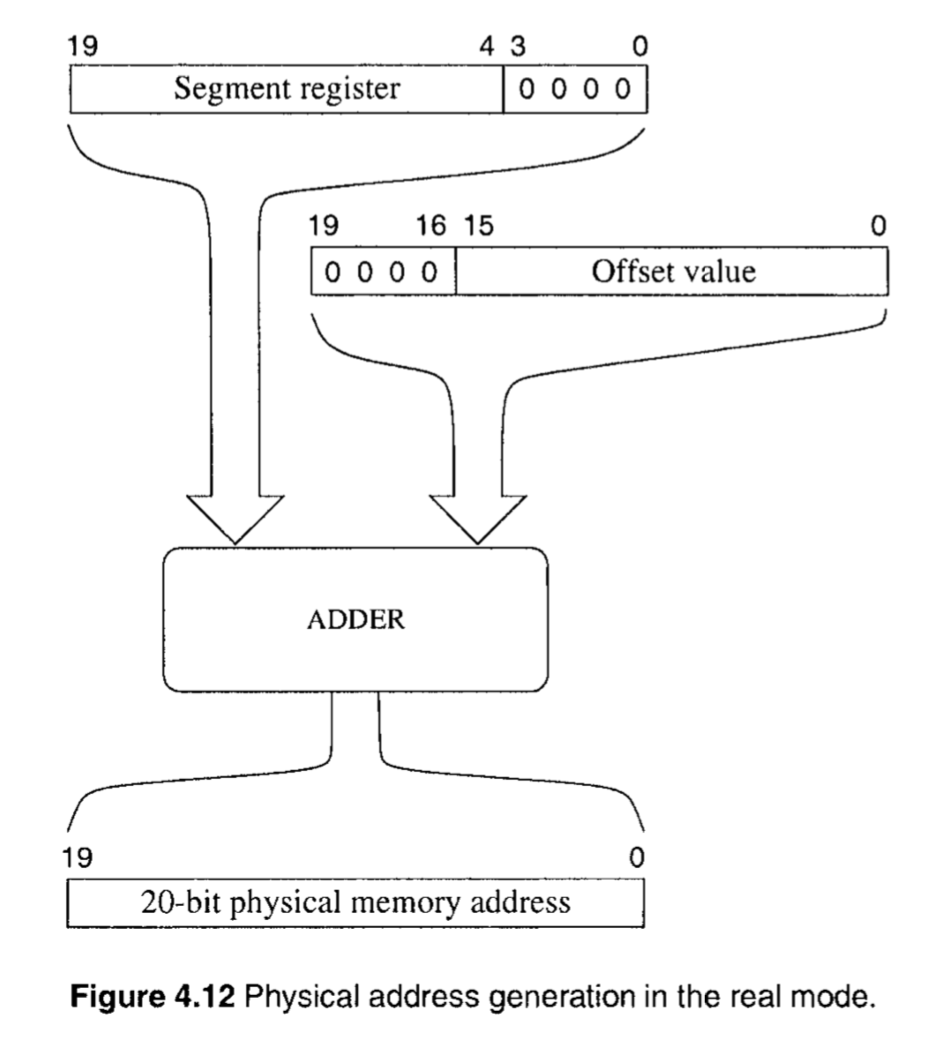 19 4 3 0
Segment register 0 0 0 0
19 16 15 0
0 0 0 0 Offset value
ADDER
19 0
20-bit physical memory address
Figure 4.12 Physical address generation in the real mode.